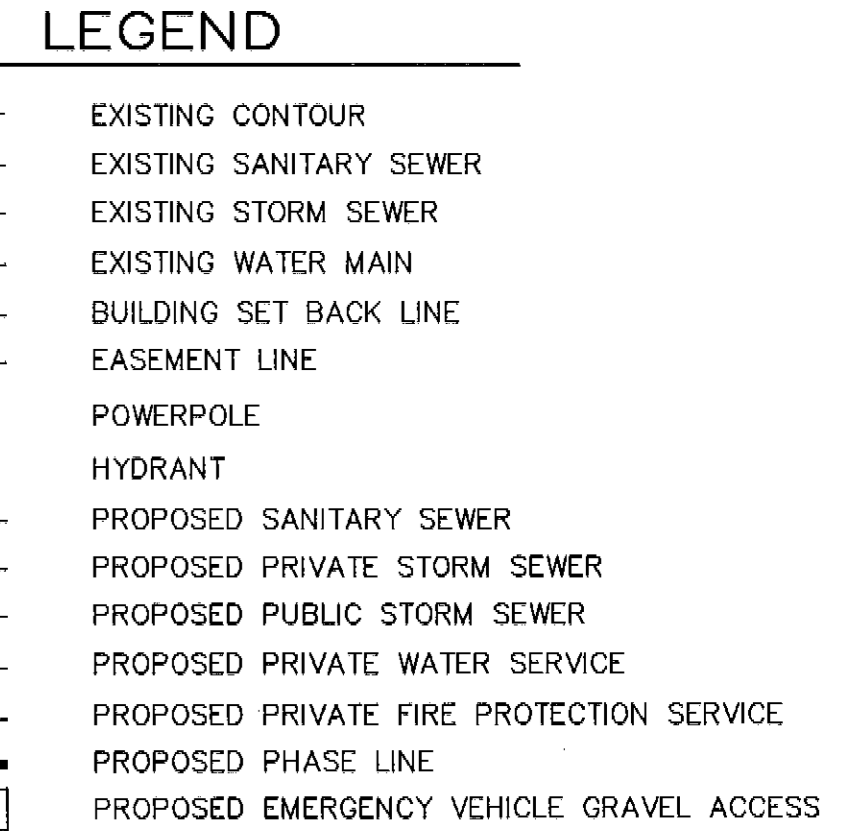 LEGEND
EXISTING CONTOUR
EXISTING SANITARY SEWER
EXISTING STORM SEWER
EXISTING WATER MAIN
BUILDING SET BACK LINE
EASEMENT LINE
POWERPOLE
HYDRANT
PROPOSED SANITARY SEWER
PROPOSED PRIVATE STORM SEWER
PROPOSED PUBLIC STORM SEWER
PROPOSED PRIVATE WATER SERVICE
PROPOSED PRIVATE FIRE PROTECTION SERVICE
PROPOSED PHASE LINE
PROPOSED EMERGENCY VEHICLE GRAVEL ACCESS